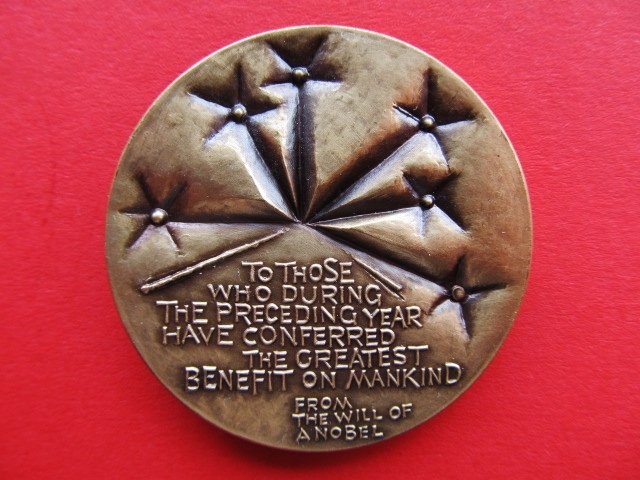 TO THOSE
WHO DURING
THE PRECEDING YEAR
HAVE CONFERRED
THE GREATEST
BENEFIT ON MANKIND
FROM
THE WILL OF
A NOBEL